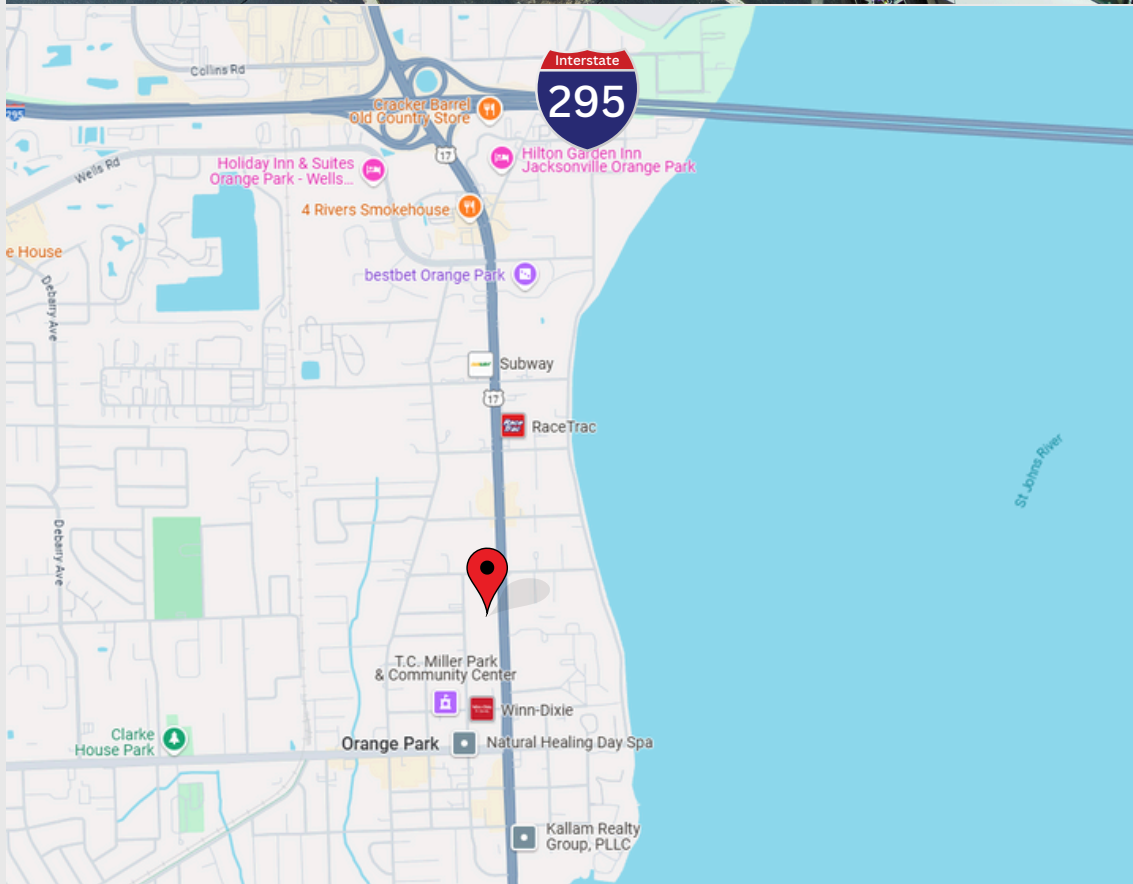 Collins Rd
Interstate
295
295
Cracker Barrel
Old Country Store
17
Hilton Garden Inn
Jacksonville Orange Park
Holiday Inn & Suites
Orange Park - Wells...
Wells Rd
4 Rivers Smokehouse
e House
bestbet Orange Park
Debarry Ave
Subway
17
RaceTrac
St Johns River
Debarry Ave
T.C. Miller Park
& Community Center
Winn-Dixie
Clarke
House Park
Orange Park
Natural Healing Day Spa
Kallam Realty
Group, PLLC